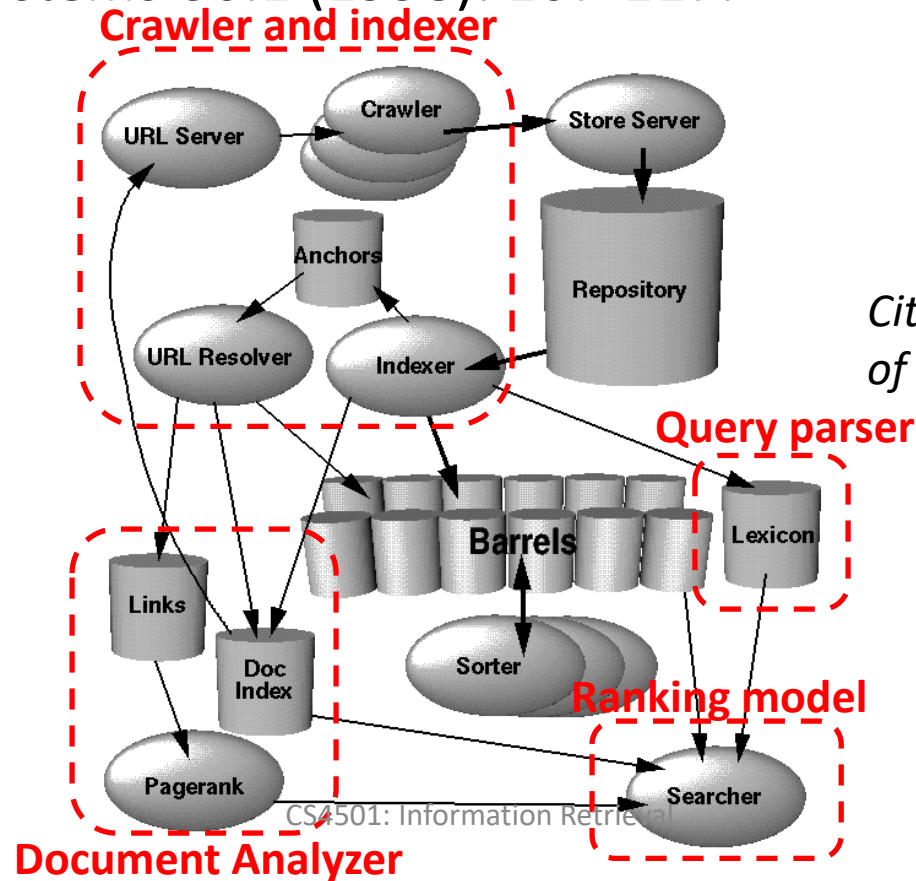 Crawler and indexer
Crawler
URL Server
Store Server
Anchors
Repository
Cit
of
URL Resolver
Indexer
Query parser
Barrels
Lexicon
Links
Doc
Index
Sorter
Ranking model
Pagerank
Searcher
CS4501: Information Retrieval
Document Analyzer